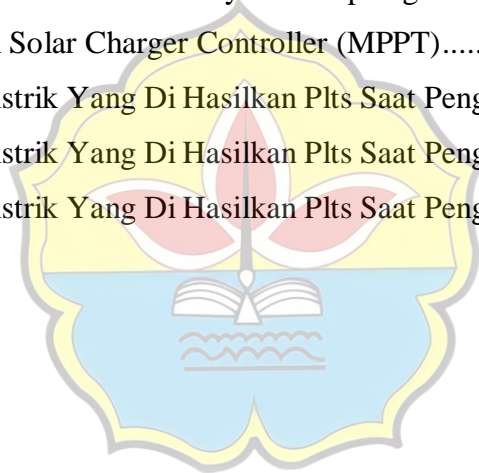 Solar Charger Controller (MPPT).....
strik Yang Di Hasilkan Plts Saat Peng
strik Yang Di Hasilkan Plts Saat Peng
strik Yang Di Hasilkan Plts Saat Peng